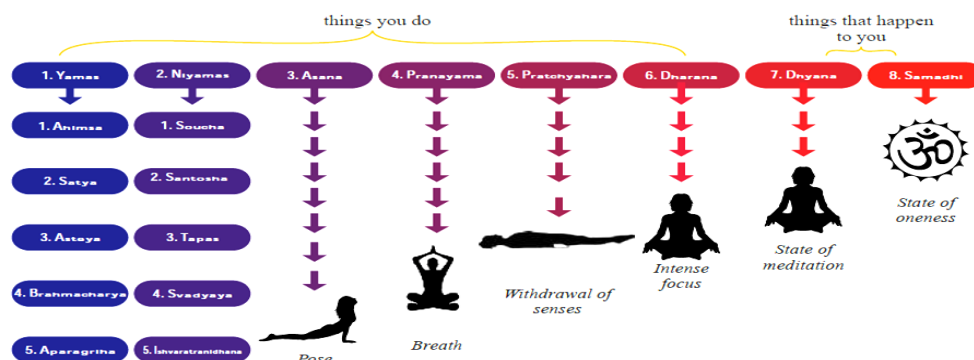 things you do
things that happen
to you
1. Yamas
2. Niyamas
3. Asana
4. Pranayama
5. Pratchyahara
6. Dharana
7. Dhyana
8. Samadhi
1. Ahimsa
1. Soucha
2. Satya
2. Santosha
3. Asteya
3. Tapas
4. Brahmacharya
4. Svadyaya
5. Aparagriha
5. Ishvaratranidhana
Pose
Breath
Withdrawal of
senses
Intense
focus
State of
meditation
ॐ
State of
oneness